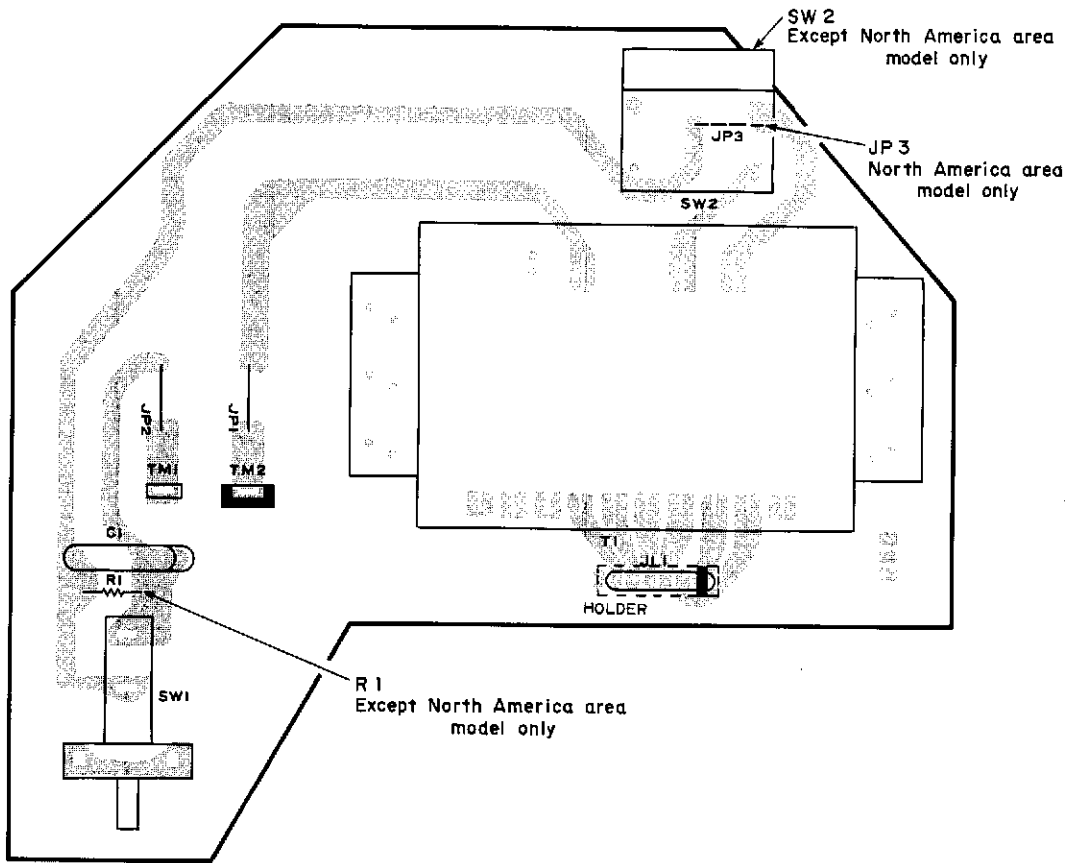 SW 2
Except North America area
model only
JP3
JP 3
North America area
model only
SW2
JP2
JP1
TM1
TM2
C1
R1
T1
JL1
HOLDER
SW1
R 1
Except North America area
model only